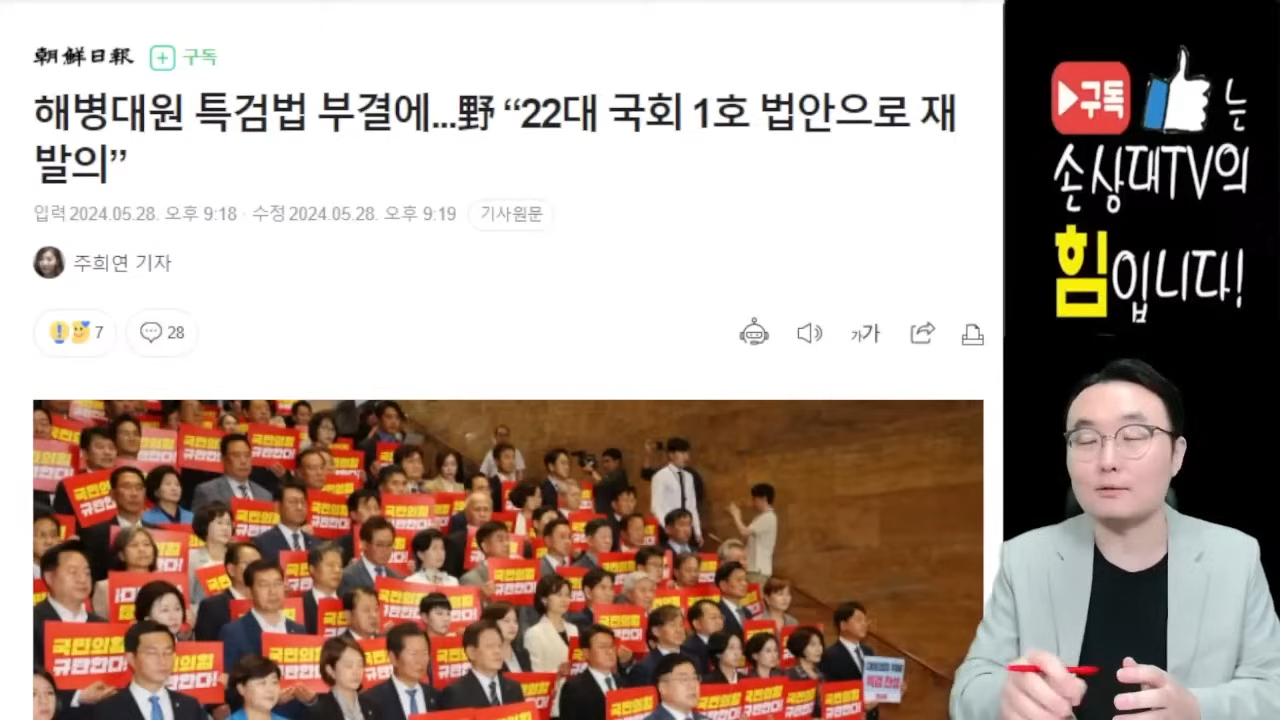 朝鮮日報 구독
해병대원 특검법 부결에...野 “22대 국회 1호 법안으로 재
발의”
입력 2024.05.28. 오후 9:18 · 수정 2024.05.28. 오후 9:19 기사원문
주희연 기자
7 28
가가
국민의힘
규탄한다!
구독 는
손상대TV의
힘입니다!